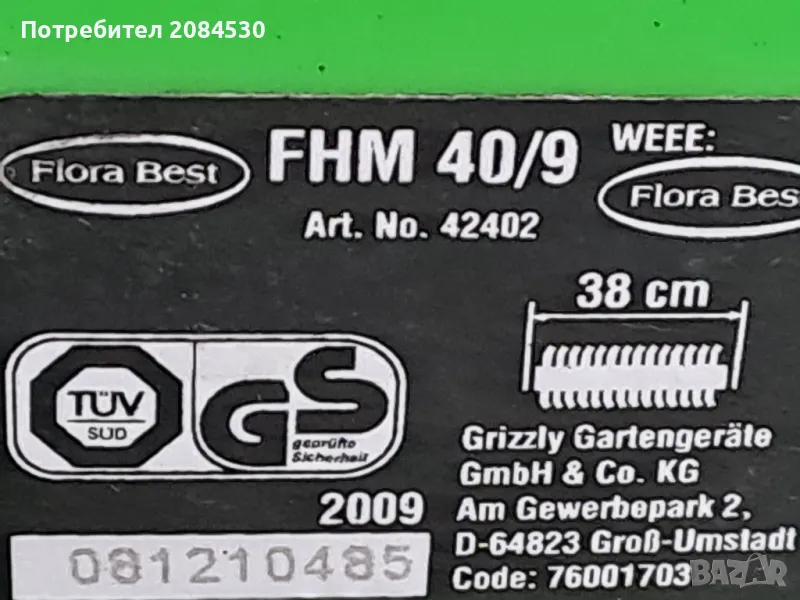 Потребител 2084530
Flora Best
FHM 40/9
Art. No. 42402
WEEE:
Flora Bes
38 cm
TÜV
SÜD
GS
geprüfte
Sicherheit
2009
Grizzly Gartengeräte
GmbH & Co. KG
Am Gewerbepark 2,
D-64823 Groß-Umstadt
Code: 76001703
081210485
BAZAR